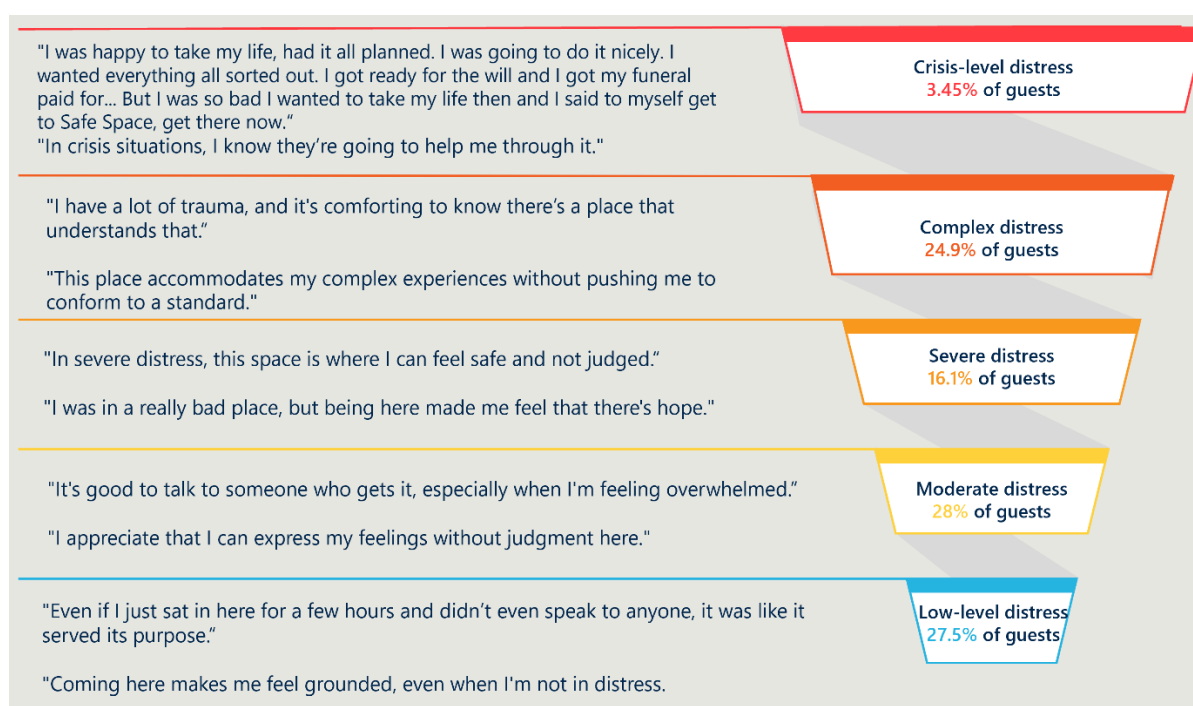 "I was happy to take my life, had it all planned. I was going to do it nicely. I
wanted everything all sorted out. I got ready for the will and I got my funeral
paid for... But I was so bad I wanted to take my life then and I said to myself get
to Safe Space, get there now.“
"In crisis situations, I know they’re going to help me through it."
Crisis-level distress
3.45% of guests
"I have a lot of trauma, and it's comforting to know there’s a place that
understands that.“
"This place accommodates my complex experiences without pushing me to
conform to a standard."
Complex distress
24.9% of guests
"In severe distress, this space is where I can feel safe and not judged.“
"I was in a really bad place, but being here made me feel that there's hope."
Severe distress
16.1% of guests
"It's good to talk to someone who gets it, especially when I'm feeling overwhelmed.“
"I appreciate that I can express my feelings without judgment here."
Moderate distress
28% of guests
"Even if I just sat in here for a few hours and didn’t even speak to anyone, it was like it
served its purpose.“
"Coming here makes me feel grounded, even when I'm not in distress.
Low-level distress
27.5% of guests